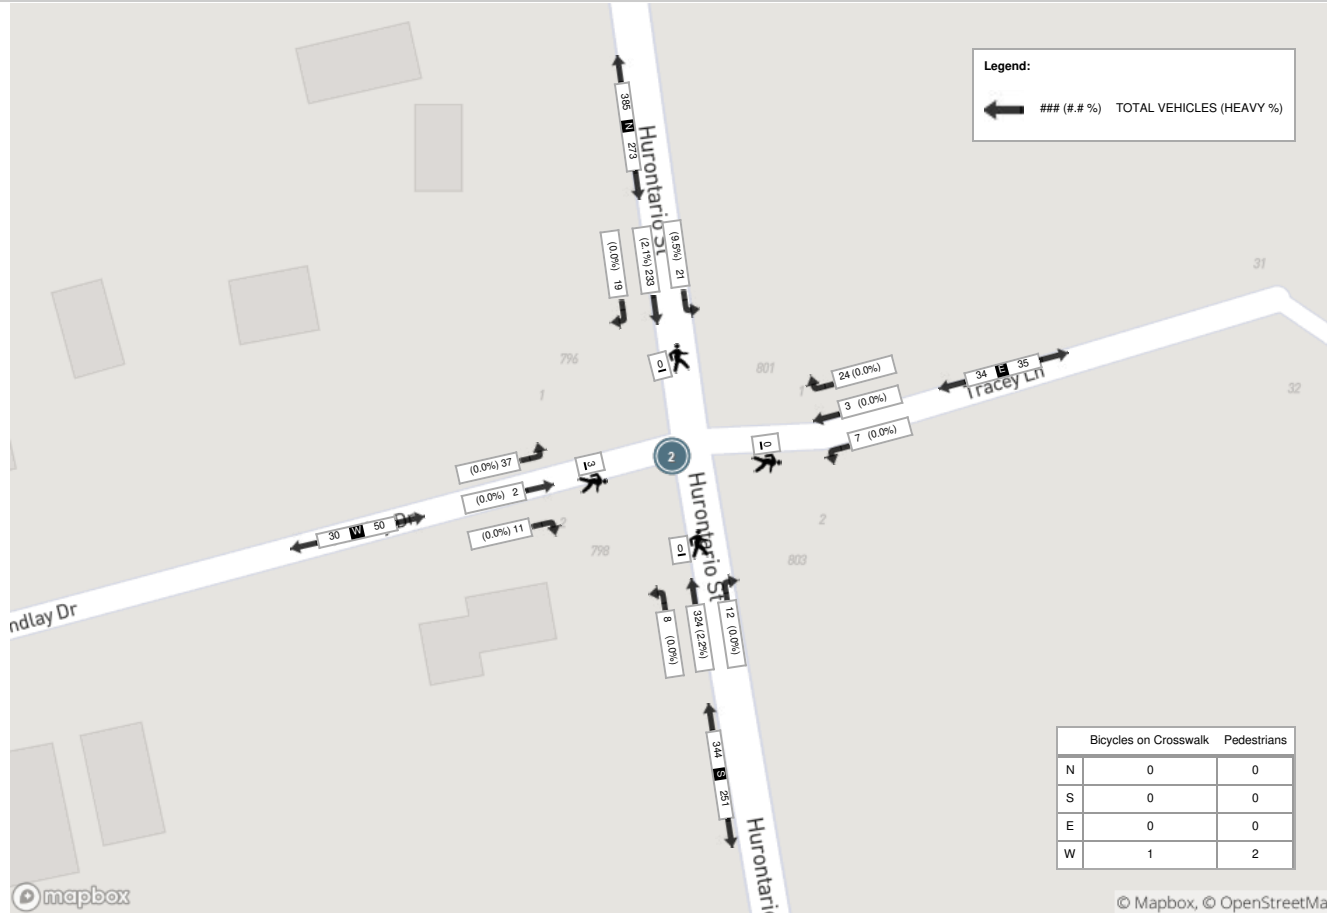 Legend:
### (#.# %) TOTAL VEHICLES (HEAVY %)
385 N 273
Hurontario St
(0.0%) 19
(2.1%) 233
(9.5%) 21
31
796
801
0
1
1
24 (0.0%)
3 (0.0%)
7 (0.0%)
34 E 35
Tracey Ln
32
0
2
3
(0.0%) 37
(0.0%) 2
(0.0%) 11
30 W 50
Dr
2
798
2
803
0
Hurontario St
ndlay Dr
8 (0.0%)
324 (2.2%)
12 (0.0%)
344 S 251
Hurontario
Bicycles on Crosswalk Pedestrians
N 0 0
S 0 0
E 0 0
W 1 2
mapbox
© Mapbox, © OpenStreetMa